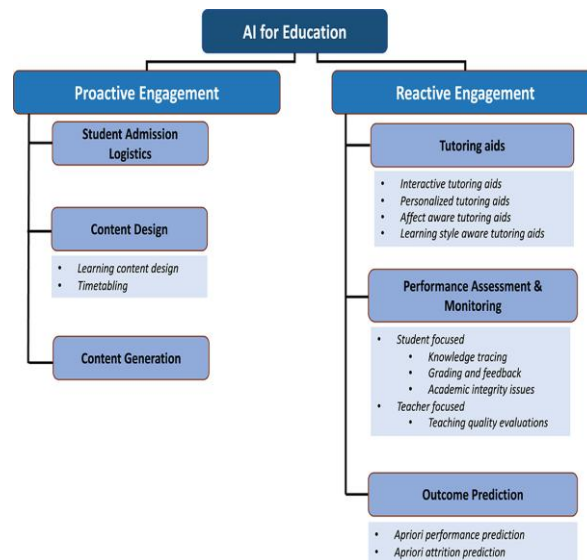 AI for Education
Proactive Engagement
Student Admission
Logistics
Content Design
• Learning content design
• Timetabling
Content Generation
Reactive Engagement
Tutoring aids
• Interactive tutoring aids
• Personalized tutoring aids
• Affect aware tutoring aids
• Learning style aware tutoring aids
Performance Assessment &
Monitoring
• Student focused
• Knowledge tracing
• Grading and feedback
• Academic integrity issues
• Teacher focused
• Teaching quality evaluations
Outcome Prediction
• Apriori performance prediction
• Apriori attrition prediction